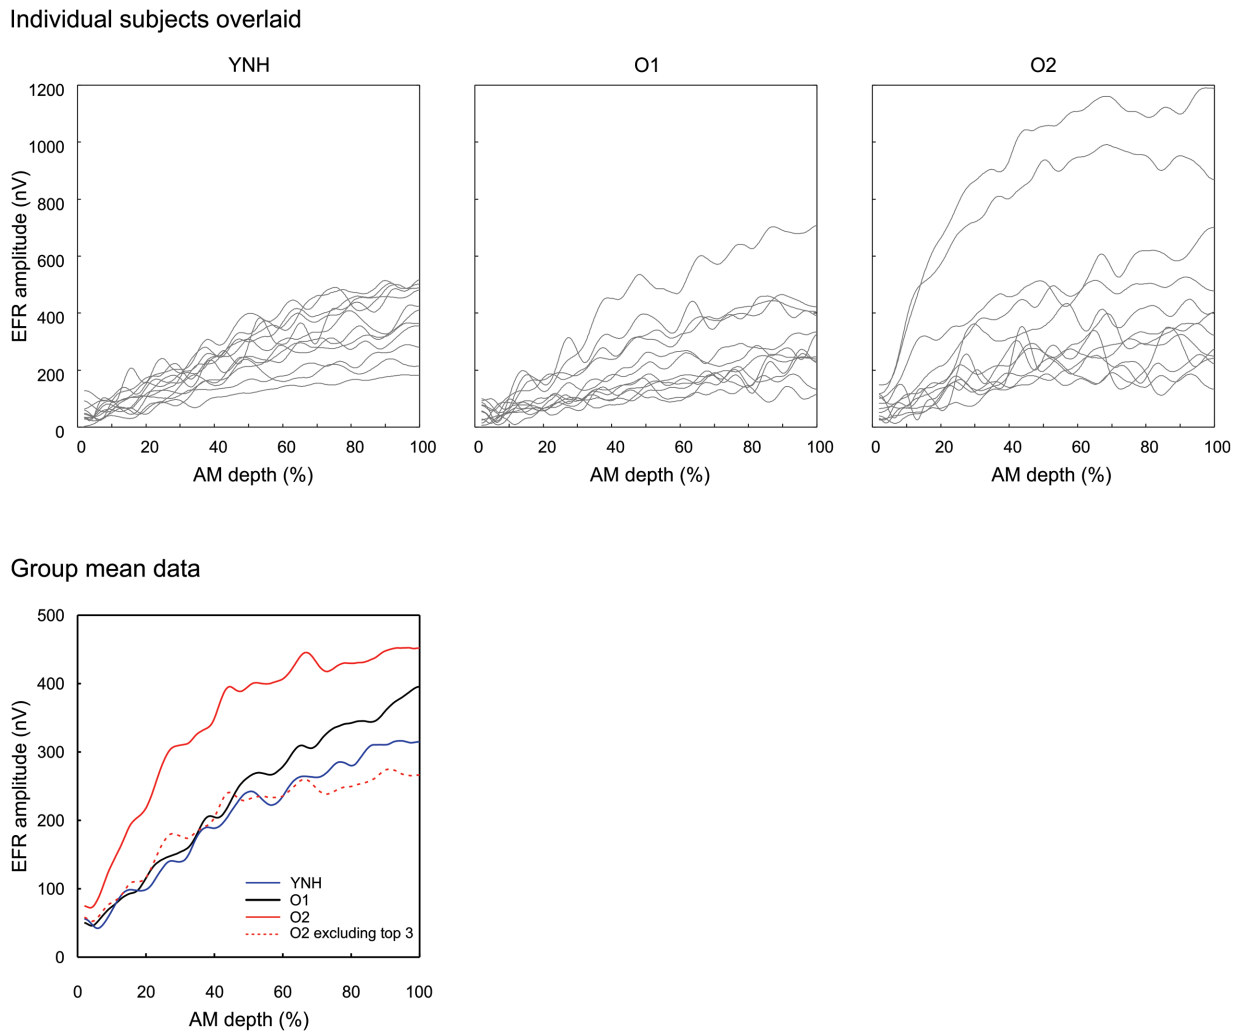 Individual subjects overlaid
YNH
O1
O2
1200
1000
800
600
400
200
0
EFR amplitude (nV)
0 20 40 60 80 100
AM depth (%)
0 20 40 60 80 100
AM depth (%)
0 20 40 60 80 100
AM depth (%)
Group mean data
500
400
300
200
100
0
EFR amplitude (nV)
YNH
O1
O2
O2 excluding top 3
0 20 40 60 80 100
AM depth (%)